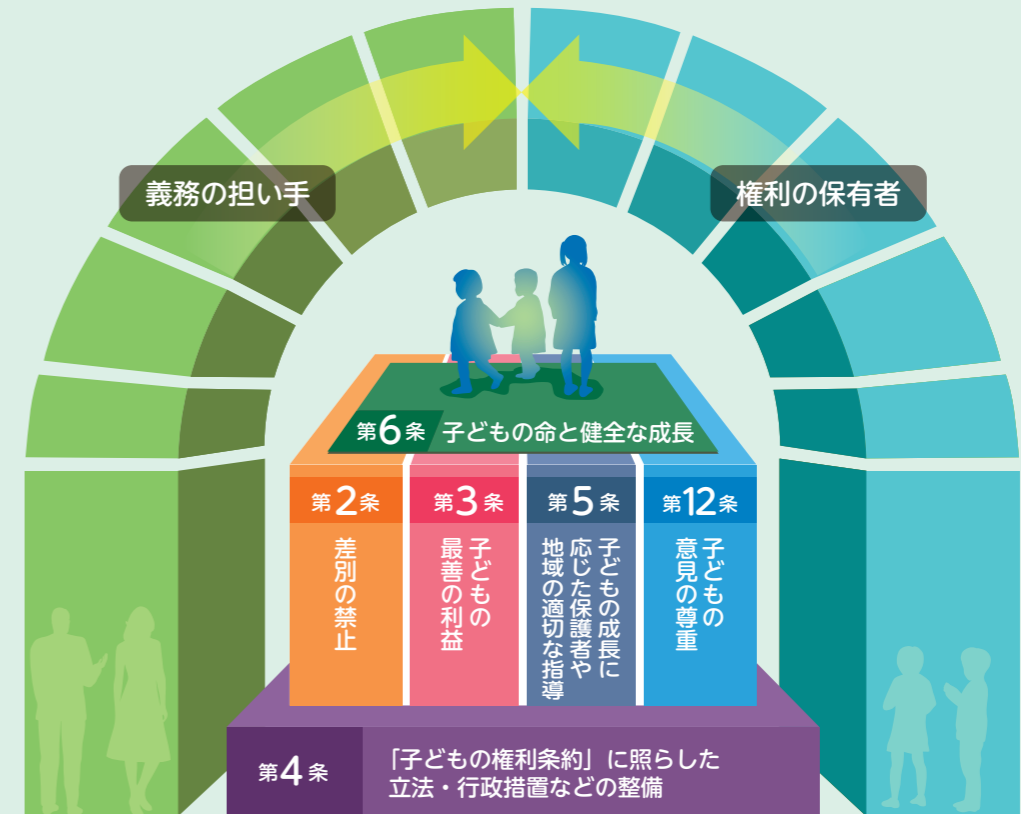 義務の担い手
権利の保有者
第6条 子どもの命と健全な成長
第2条
差別の禁止
第3条
子どもの
最善の利益
第5条
子どもの成長に
応じた保護者や
地域の適切な指導
第12条
子どもの
意見の尊重
第4条
「子どもの権利条約」に照らした
立法・行政措置などの整備